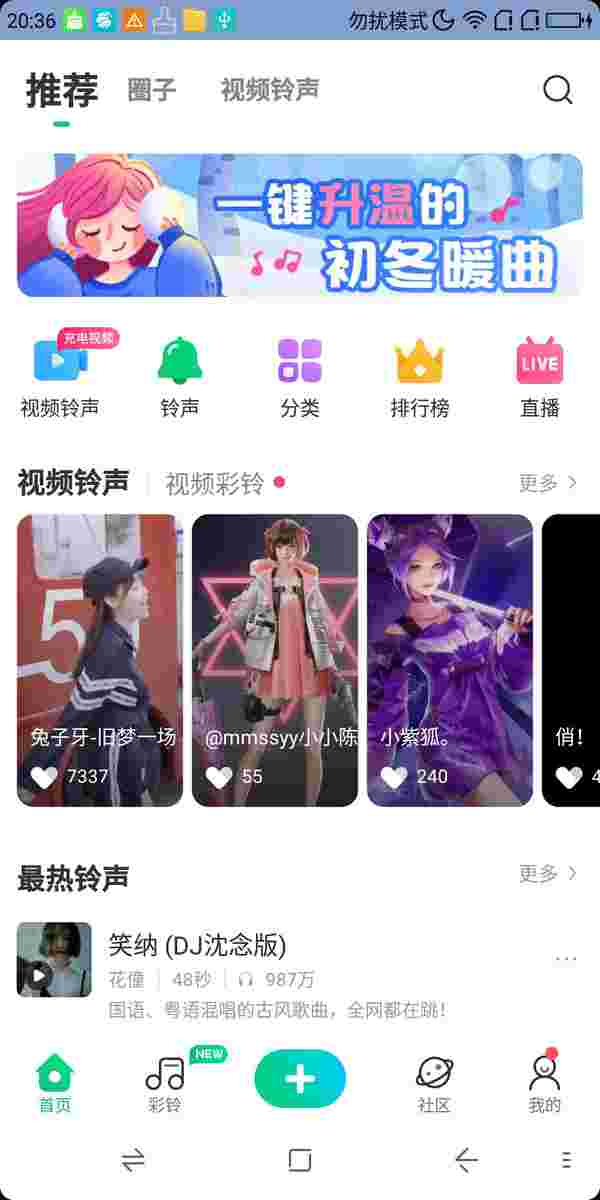 20:36
勿扰模式
推荐 圈子 视频铃声
一键升温的
初冬暖曲
充电视频
LIVE
视频铃声 铃声 分类 排行榜 直播
视频铃声 视频彩铃 更多
5
兔子牙-旧梦一场 @mmssyy小小陈 小紫狐。 俏!
7337 55 240 4
最热铃声 更多
笑纳 (DJ沈念版)
花僮 48秒 987万
国语、粤语混唱的古风歌曲，全网都在跳!
NEW
首页 彩铃 社区 我的